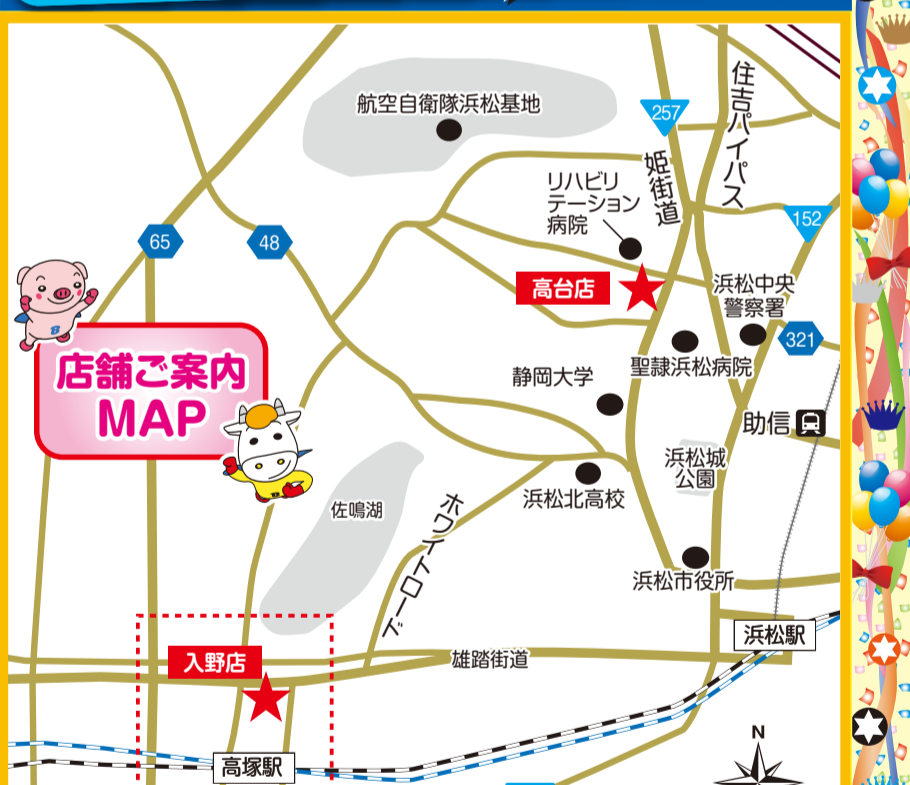 航空自衛隊浜松基地
257
姫街道
住吉バイパス
リハビリ
テーション
病院
152
65
48
高台店
浜松中央
警察署
321
店舗ご案内
MAP
聖隷浜松病院
静岡大学
助信
浜松城
公園
浜松北高校
佐鳴湖
ホワイトロード
浜松市役所
浜松駅
入野店
雄踏街道
高塚駅
N
B